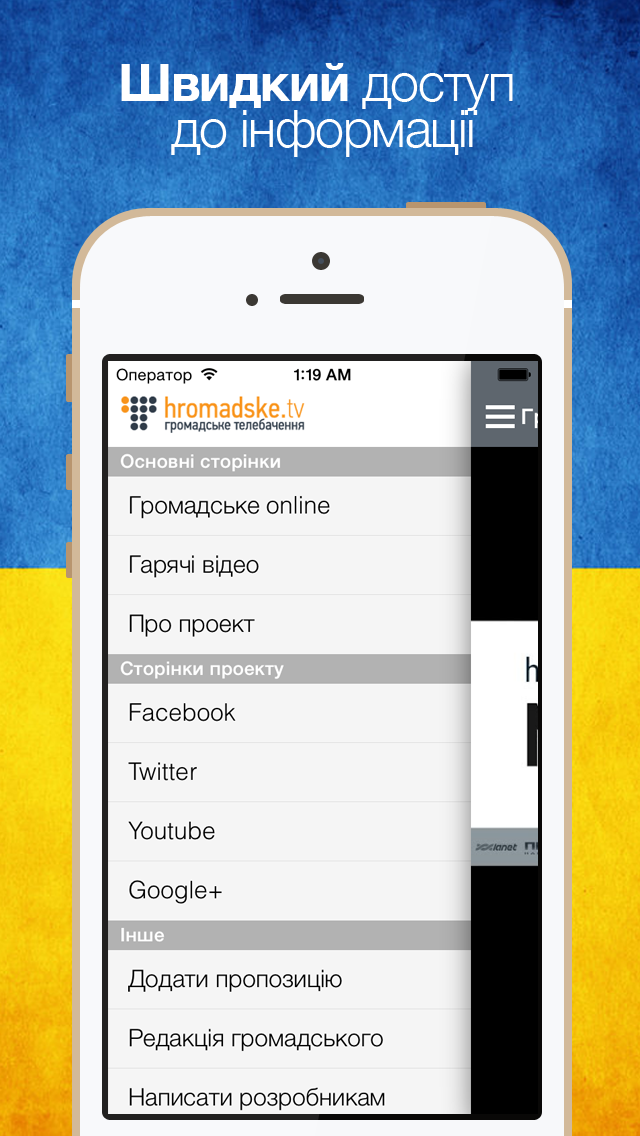 Швидкий доступ
до інформації
Оператор 1:19 AM
hromadske.tv
громадське телебачення
Основні сторінки
Громадське online
Гарячі відео
Про проект
Сторінки проекту
Facebook
Twitter
Youtube
Google+
Інше
Додати пропозицію
Редакція громадського
Написати розробникам